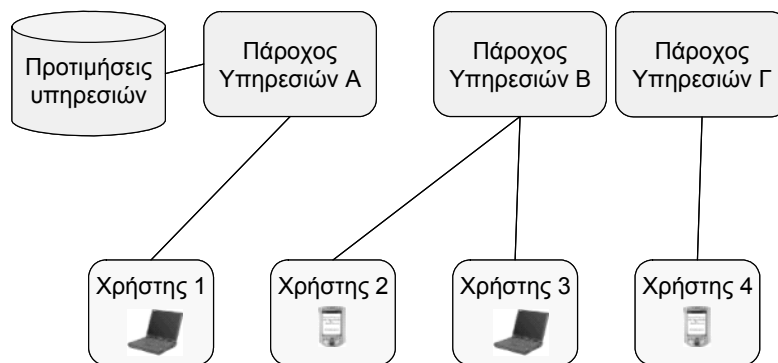 Προτιμήσεις
υπηρεσιών
Πάροχος
Υπηρεσιών Α
Πάροχος
Υπηρεσιών Β
Πάροχος
Υπηρεσιών Γ
Χρήστης 1
Χρήστης 2
Χρήστης 3
Χρήστης 4